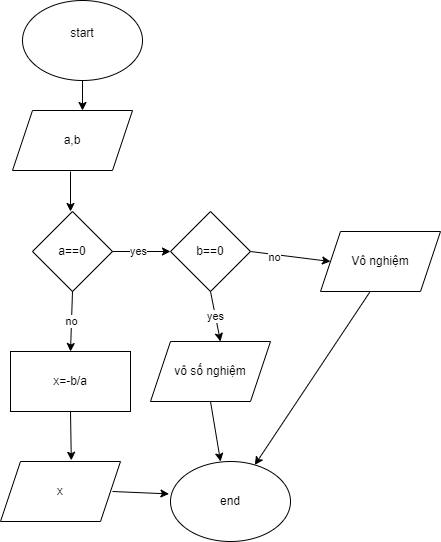 start
a,b
a==0
yes
b==0
no
Vô nghiệm
no
yes
x=-b/a
vô số nghiệm
x
end